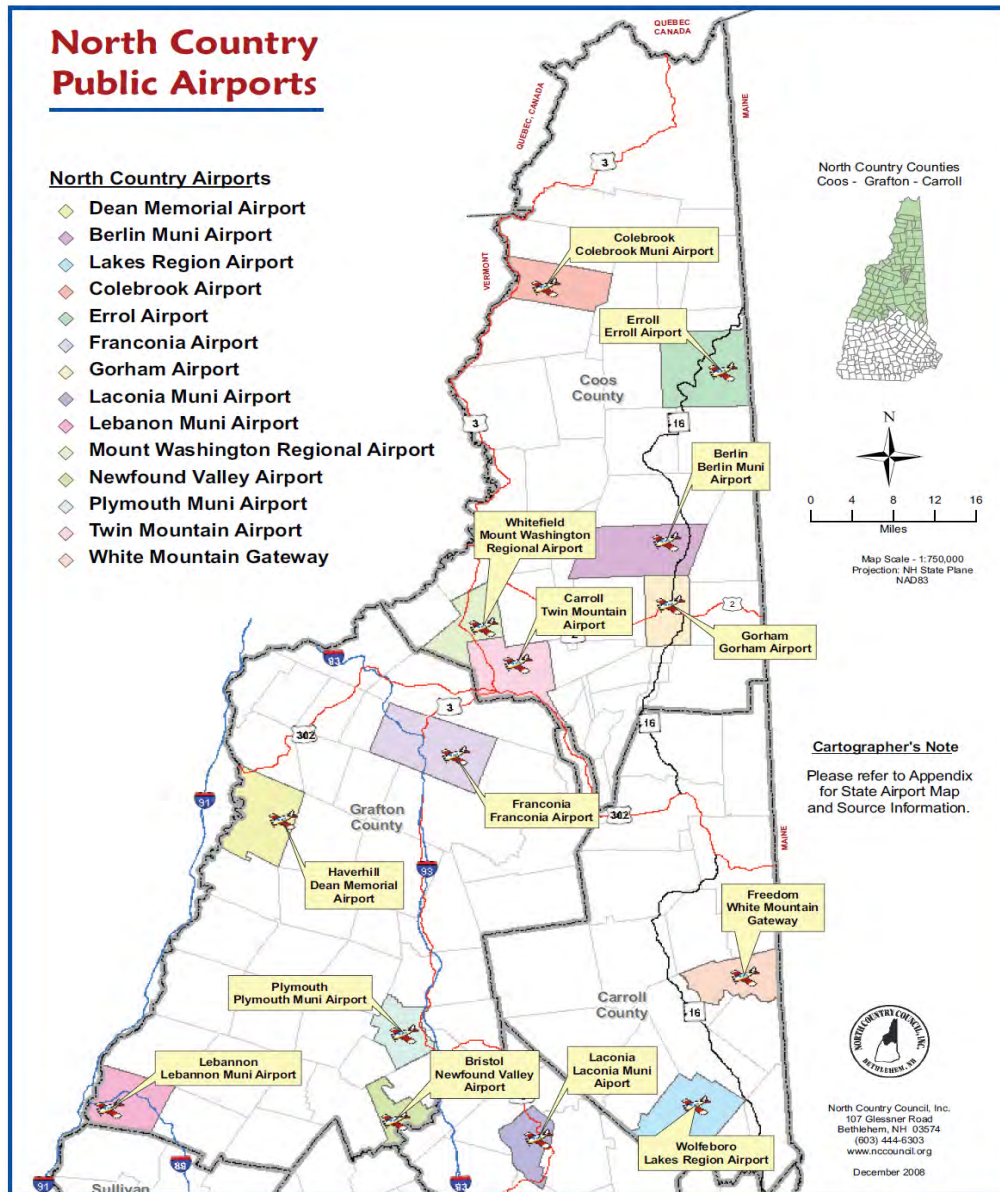 North Country
Public Airports
North Country Airports
Dean Memorial Airport
Berlin Muni Airport
Lakes Region Airport
Colebrook Airport
Errol Airport
Franconia Airport
Gorham Airport
Laconia Muni Airport
Lebanon Muni Airport
Mount Washington Regional Airport
Newfound Valley Airport
Plymouth Muni Airport
Twin Mountain Airport
White Mountain Gateway
QUEBEC
CANADA
QUEBEC, CANADA
MAINE
VERMONT
3
Colebrook
Colebrook Muni Airport
Erroll
Erroll Airport
Coos
County
3
16
Berlin
Berlin Muni
Airport
Whitefield
Mount Washington
Regional Airport
Carroll
Twin Mountain
Airport
2
2
Gorham
Gorham Airport
93
3
302
16
Franconia
Franconia Airport
302
91
Grafton
County
93
Haverhill
Dean Memorial
Airport
MAINE
Freedom
White Mountain
Gateway
Carroll
County
16
Plymouth
Plymouth Muni Airport
Lebannon
Lebannon Muni Airport
Bristol
Newfound Valley
Airport
3
Laconia
Laconia Muni
Aiport
Wolfeboro
Lakes Region Airport
91
89
93
Sullivan
North Country Counties
Coos - Grafton - Carroll
N
0 4 8 12 16
Miles
Map Scale - 1:750,000
Projection: NH State Plane
NAD83
Cartographer's Note
Please refer to Appendix
for State Airport Map
and Source Information.
NORTH COUNTRY COUNCIL, INC.
BETHLEHEM, NH
North Country Council, Inc.
107 Glessner Road
Bethlehem, NH 03574
(603) 444-6303
www.nccouncil.org
December 2008